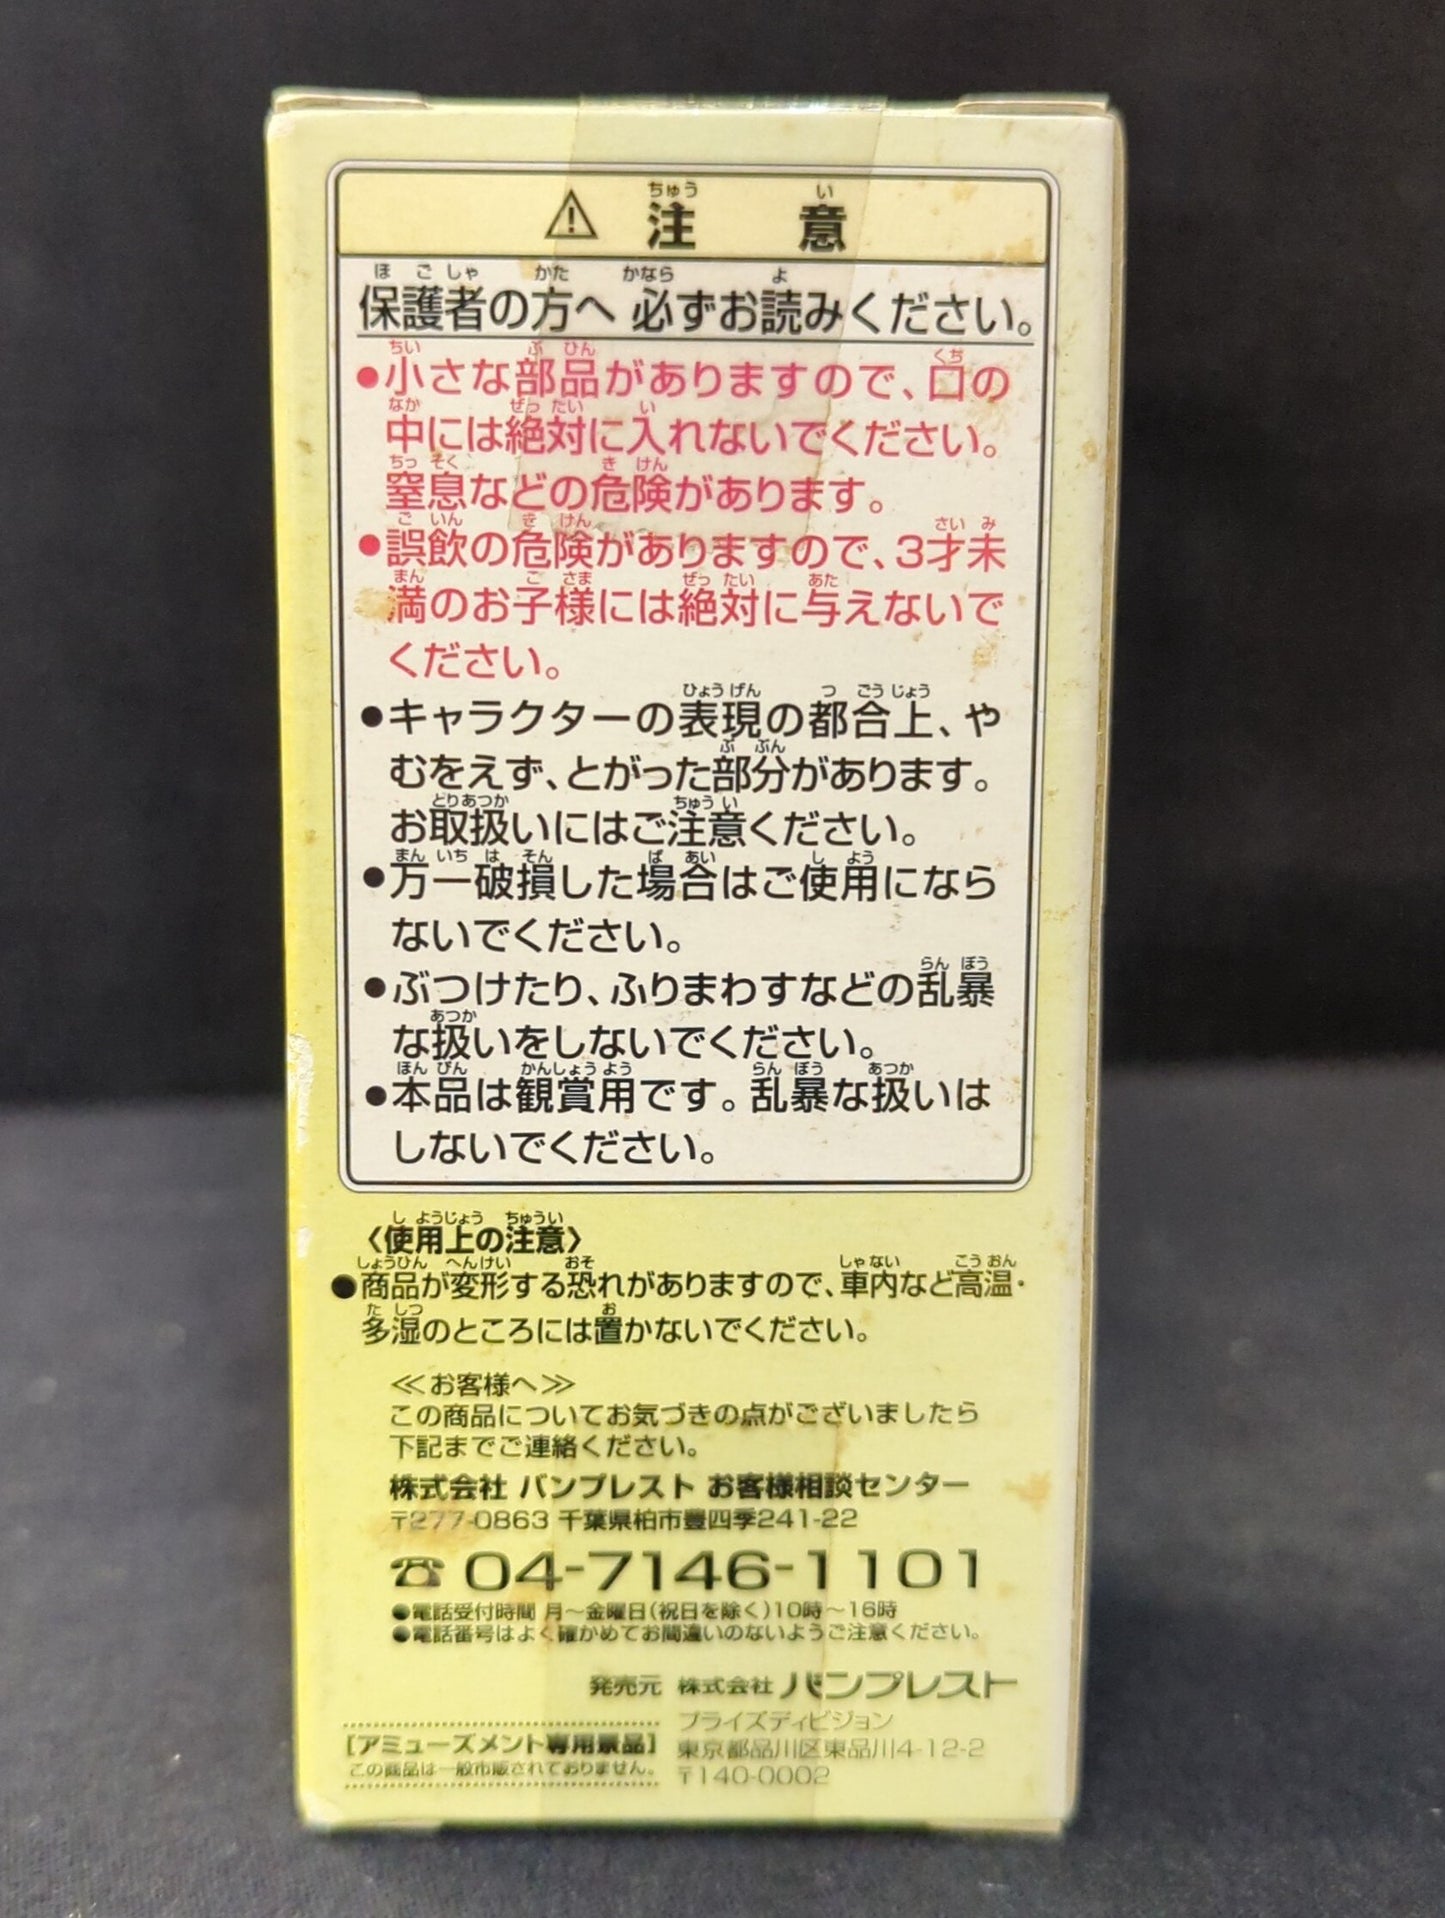 ⚠ 注意
保護者の方へ 必ずお読みください。
●小さな部品がありますので、口の
中には絶対に入れないでください。
窒息などの危険があります。
●誤飲の危険がありますので、3才未
満のお子様には絶対に与えないで
ください。
●キャラクターの表現の都合上、や
むをえず、とがった部分があります。
お取扱いにはご注意ください。
●万一破損した場合はご使用になら
ないでください。
●ぶつけたり、ふりまわすなどの乱暴
な扱いをしないでください。
●本品は観賞用です。乱暴な扱いは
しないでください。
〈使用上の注意〉
●商品が変形する恐れがありますので、車内など高温・
多湿のところには置かないでください。
≪お客様へ≫
この商品についてお気づきの点がございましたら
下記までご連絡ください。
株式会社 バンプレスト お客様相談センター
〒277-0863 千葉県柏市豊四季241-22
☎ 04-7146-1101
●電話受付時間 月～金曜日(祝日を除く)10時～16時
●電話番号はよく確かめてお間違いのないようご注意ください。
発売元 株式会社 バンプレスト
プライズディビジョン
東京都品川区東品川4-12-2
〒140-0002
[アミューズメント専用景品]
この商品は一般市販されておりません。